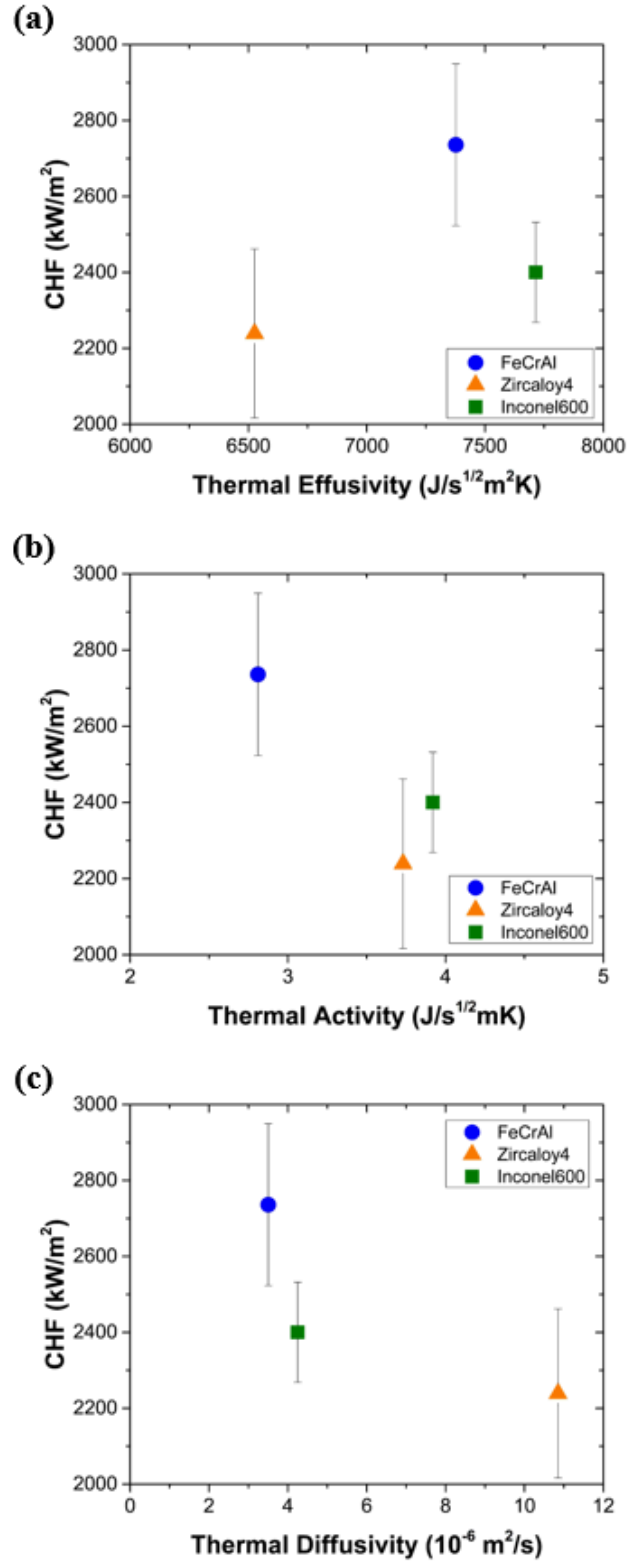 (a)
3000
2800
2600
2400
2200
2000
CHF (kW/m²)
FeCrAl
Zircaloy4
Inconel600
6000 6500 7000 7500 8000
Thermal Effusivity (J/s¹/²m²K)
(b)
3000
2800
2600
2400
2200
2000
CHF (kW/m²)
FeCrAl
Zircaloy4
Inconel600
2 3 4 5
Thermal Activity (J/s¹/²mK)
(c)
3000
2800
2600
2400
2200
2000
CHF (kW/m²)
FeCrAl
Zircaloy4
Inconel600
0 2 4 6 8 10 12
Thermal Diffusivity (10⁻⁶ m²/s)